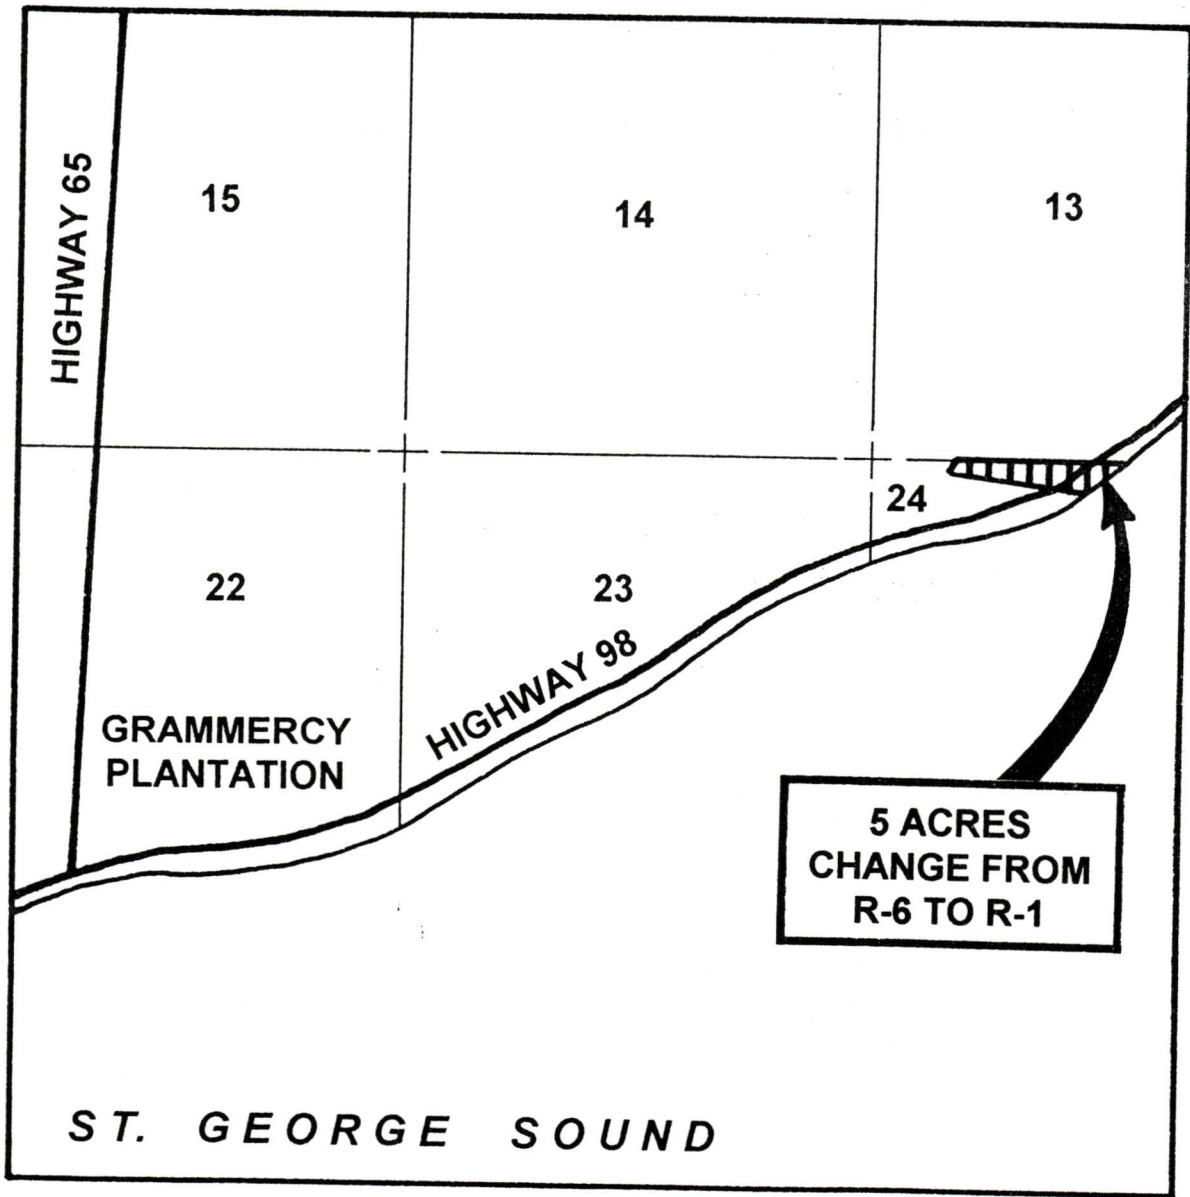 HIGHWAY 65
15
14
13
24
22
23
HIGHWAY 98
GRAMMERCY
PLANTATION
5 ACRES
CHANGE FROM
R-6 TO R-1
ST. GEORGE SOUND